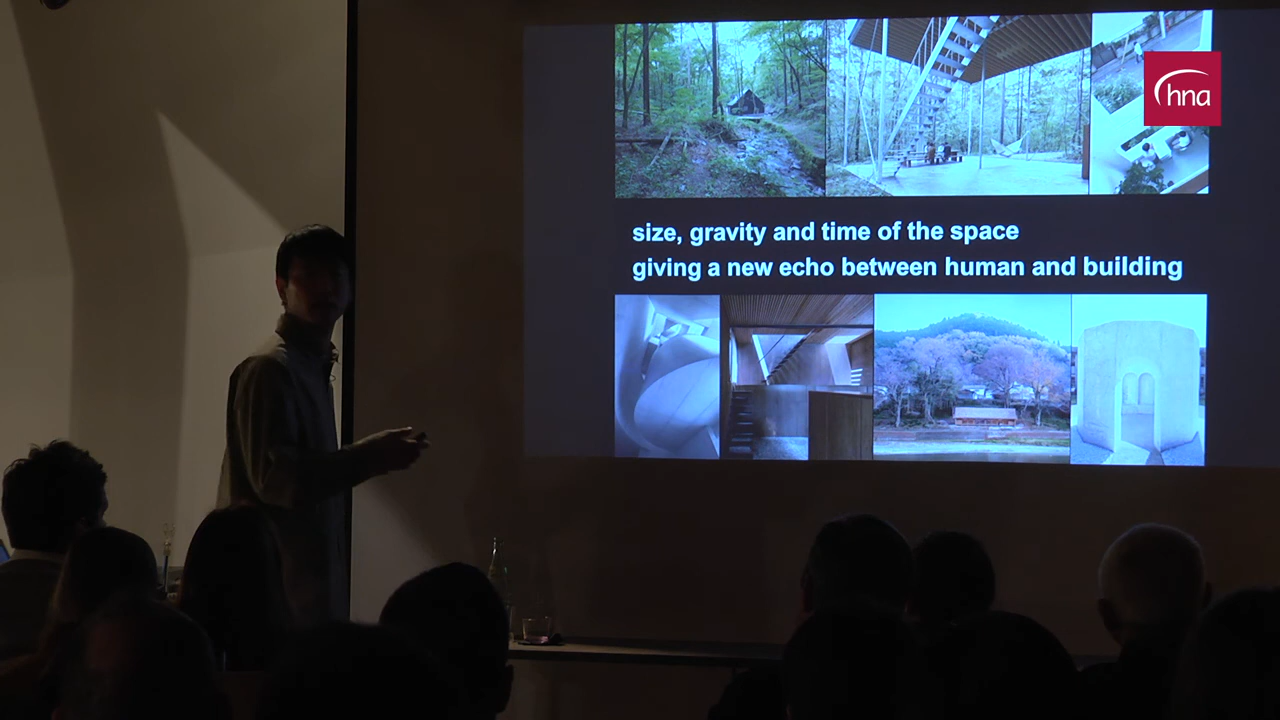 hna
size, gravity and time of the space
giving a new echo between human and building